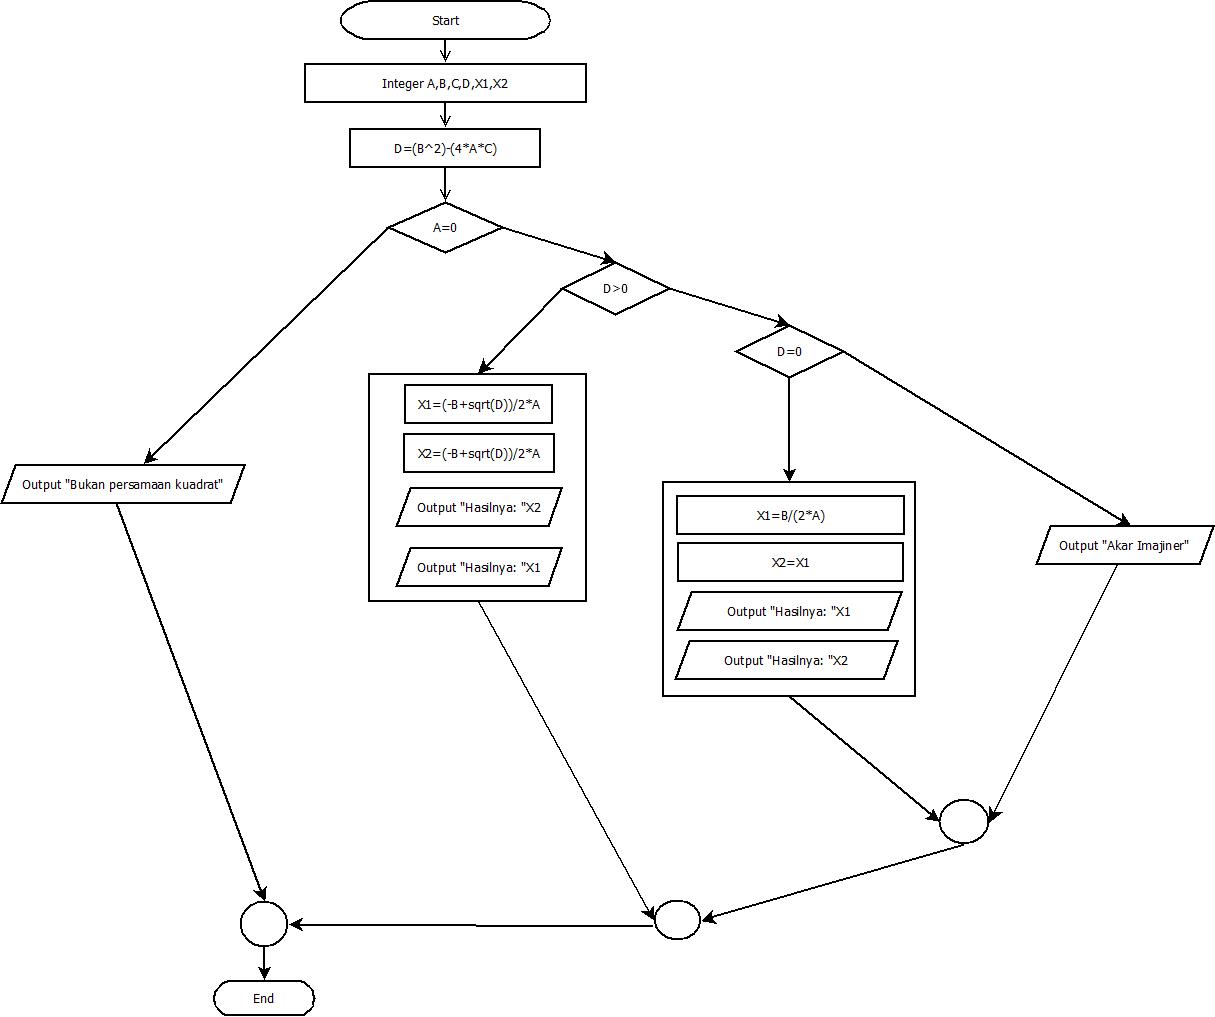 Start
Integer A,B,C,D,X1,X2
D=(B^2)-(4*A*C)
A=0
D>0
D=0
X1=(-B+sqrt(D))/2*A
X2=(-B+sqrt(D))/2*A
Output "Hasilnya: "X2
Output "Hasilnya: "X1
Output "Bukan persamaan kuadrat"
X1=B/(2*A)
X2=X1
Output "Hasilnya: "X1
Output "Hasilnya: "X2
Output "Akar Imajiner"
End